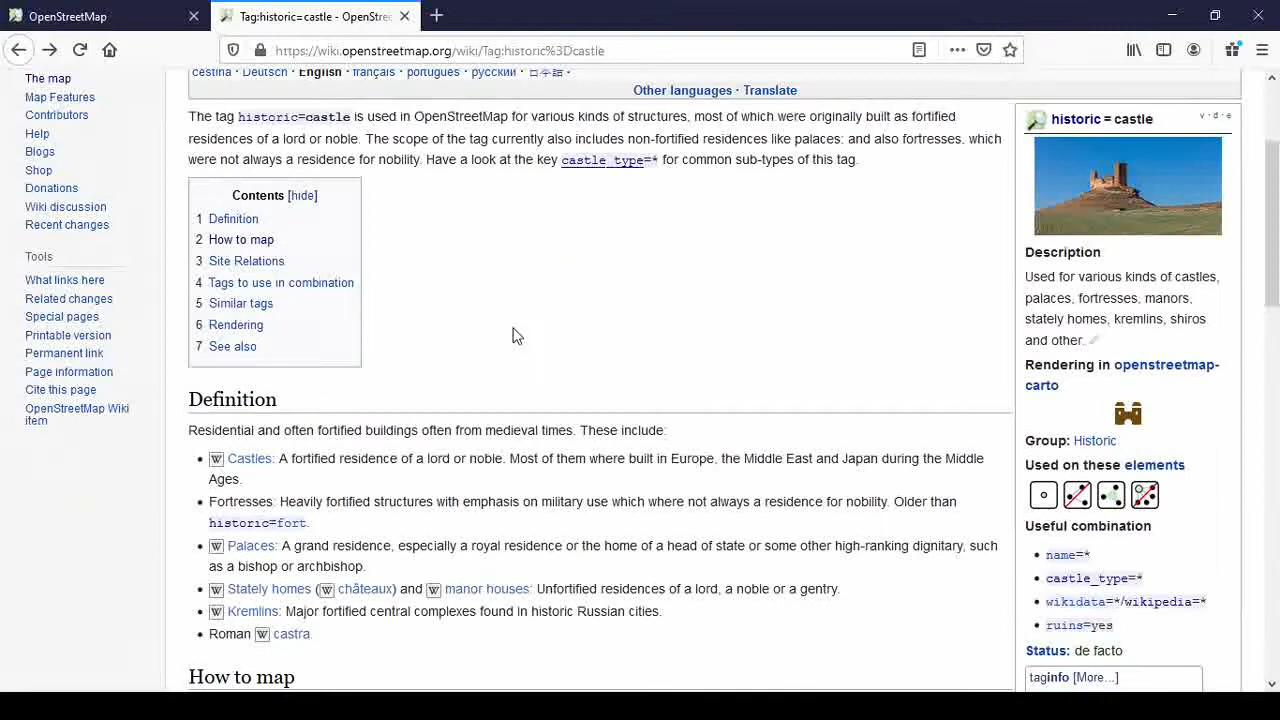 OpenStreetMap
Tag:historic=castle - OpenStre
https://wiki.openstreetmap.org/wiki/Tag:historic%3Dcastle
The map
Map Features
Contributors
Help
Blogs
Shop
Donations
Wiki discussion
Recent changes
Tools
What links here
Related changes
Special pages
Printable version
Permanent link
Page information
Cite this page
OpenStreetMap Wiki
item
čeština · Deutsch · English · français · português · русский · 日本語 ·
Other languages · Translate
The tag historic=castle is used in OpenStreetMap for various kinds of structures, most of which were originally built as fortified
residences of a lord or noble. The scope of the tag currently also includes non-fortified residences like palaces; and also fortresses, which
were not always a residence for nobility. Have a look at the key castle_type=* for common sub-types of this tag.
Contents [hide]
1 Definition
2 How to map
3 Site Relations
4 Tags to use in combination
5 Similar tags
6 Rendering
7 See also
Definition
Residential and often fortified buildings often from medieval times. These include:
• W Castles: A fortified residence of a lord or noble. Most of them where built in Europe, the Middle East and Japan during the Middle
Ages.
• Fortresses: Heavily fortified structures with emphasis on military use which where not always a residence for nobility. Older than
historic=fort.
• W Palaces: A grand residence, especially a royal residence or the home of a head of state or some other high-ranking dignitary, such
as a bishop or archbishop.
• W Stately homes (W châteaux) and W manor houses: Unfortified residences of a lord, a noble or a gentry.
• W Kremlins: Major fortified central complexes found in historic Russian cities.
• Roman W castra
How to map
historic = castle
v · d · e
Description
Used for various kinds of castles,
palaces, fortresses, manors,
stately homes, kremlins, shiros
and other.
Rendering in openstreetmap-
carto
Group: Historic
Used on these elements
Useful combination
• name=*
• castle_type=*
• wikidata=*/wikipedia=*
• ruins=yes
Status: de facto
taginfo [More...]